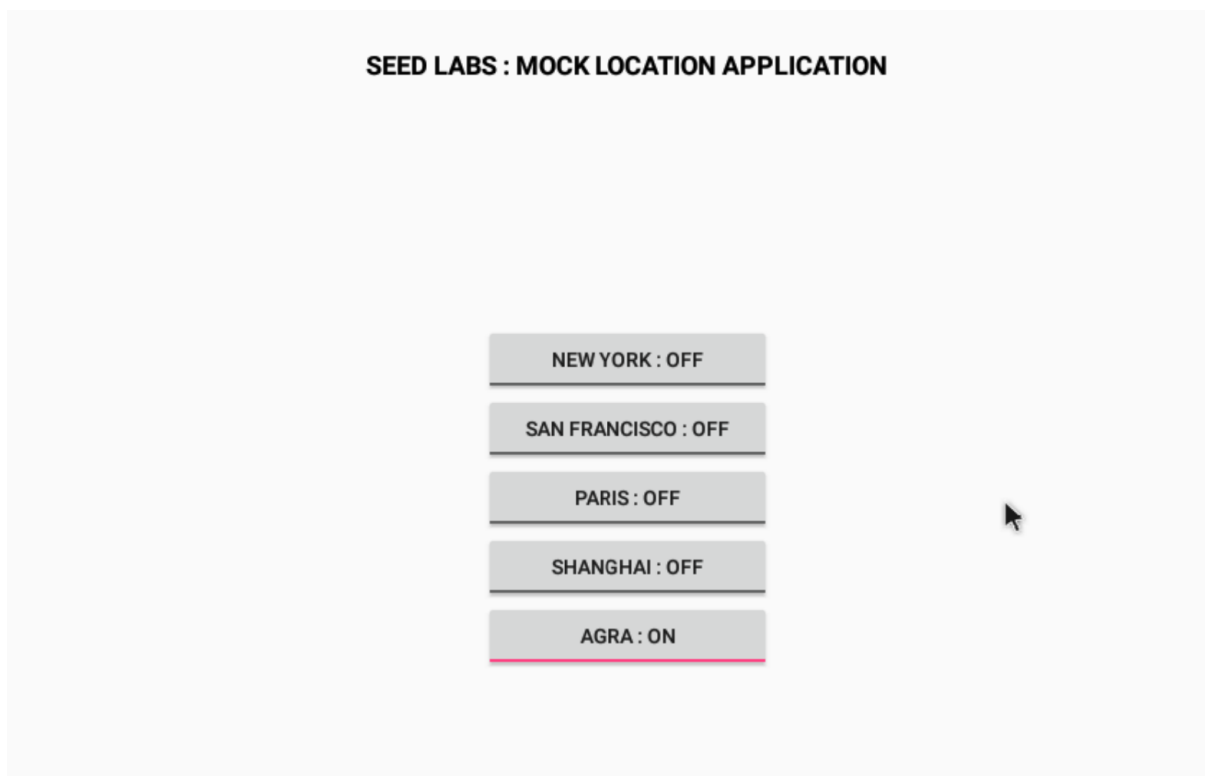 SEED LABS : MOCK LOCATION APPLICATION
NEW YORK : OFF
SAN FRANCISCO : OFF
PARIS : OFF
SHANGHAI : OFF
AGRA : ON